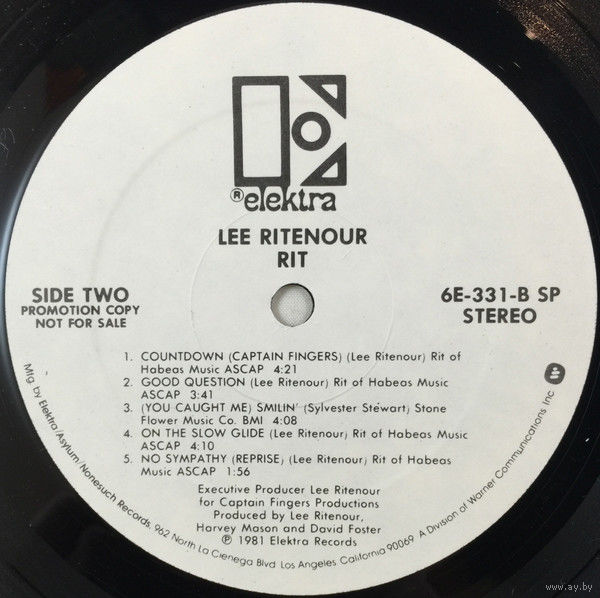 ® elektra
LEE RITENOUR
RIT
SIDE TWO
PROMOTION COPY
NOT FOR SALE
6E-331-B SP
STEREO
1. COUNTDOWN (CAPTAIN FINGERS) (Lee Ritenour) Rit of
Habeas Music ASCAP 4:21
2. GOOD QUESTION (Lee Ritenour) Rit of Habeas Music
ASCAP 3:41
3. (YOU CAUGHT ME) SMILIN' (Sylvester Stewart) Stone
Flower Music Co. BMI 4:08
4. ON THE SLOW GLIDE (Lee Ritenour) Rit of Habeas Music
ASCAP 4:10
5. NO SYMPATHY (REPRISE) (Lee Ritenour) Rit of Habeas
Music ASCAP 1:56
Executive Producer Lee Ritenour
for Captain Fingers Productions
Produced by Lee Ritenour,
Harvey Mason and David Foster
℗ 1981 Elektra Records
Mfg. by Elektra/Asylum/Nonesuch Records, 962 North La Cienega Blvd Los Angeles California 90069 A Division of Warner Communications Inc
www.ay.by